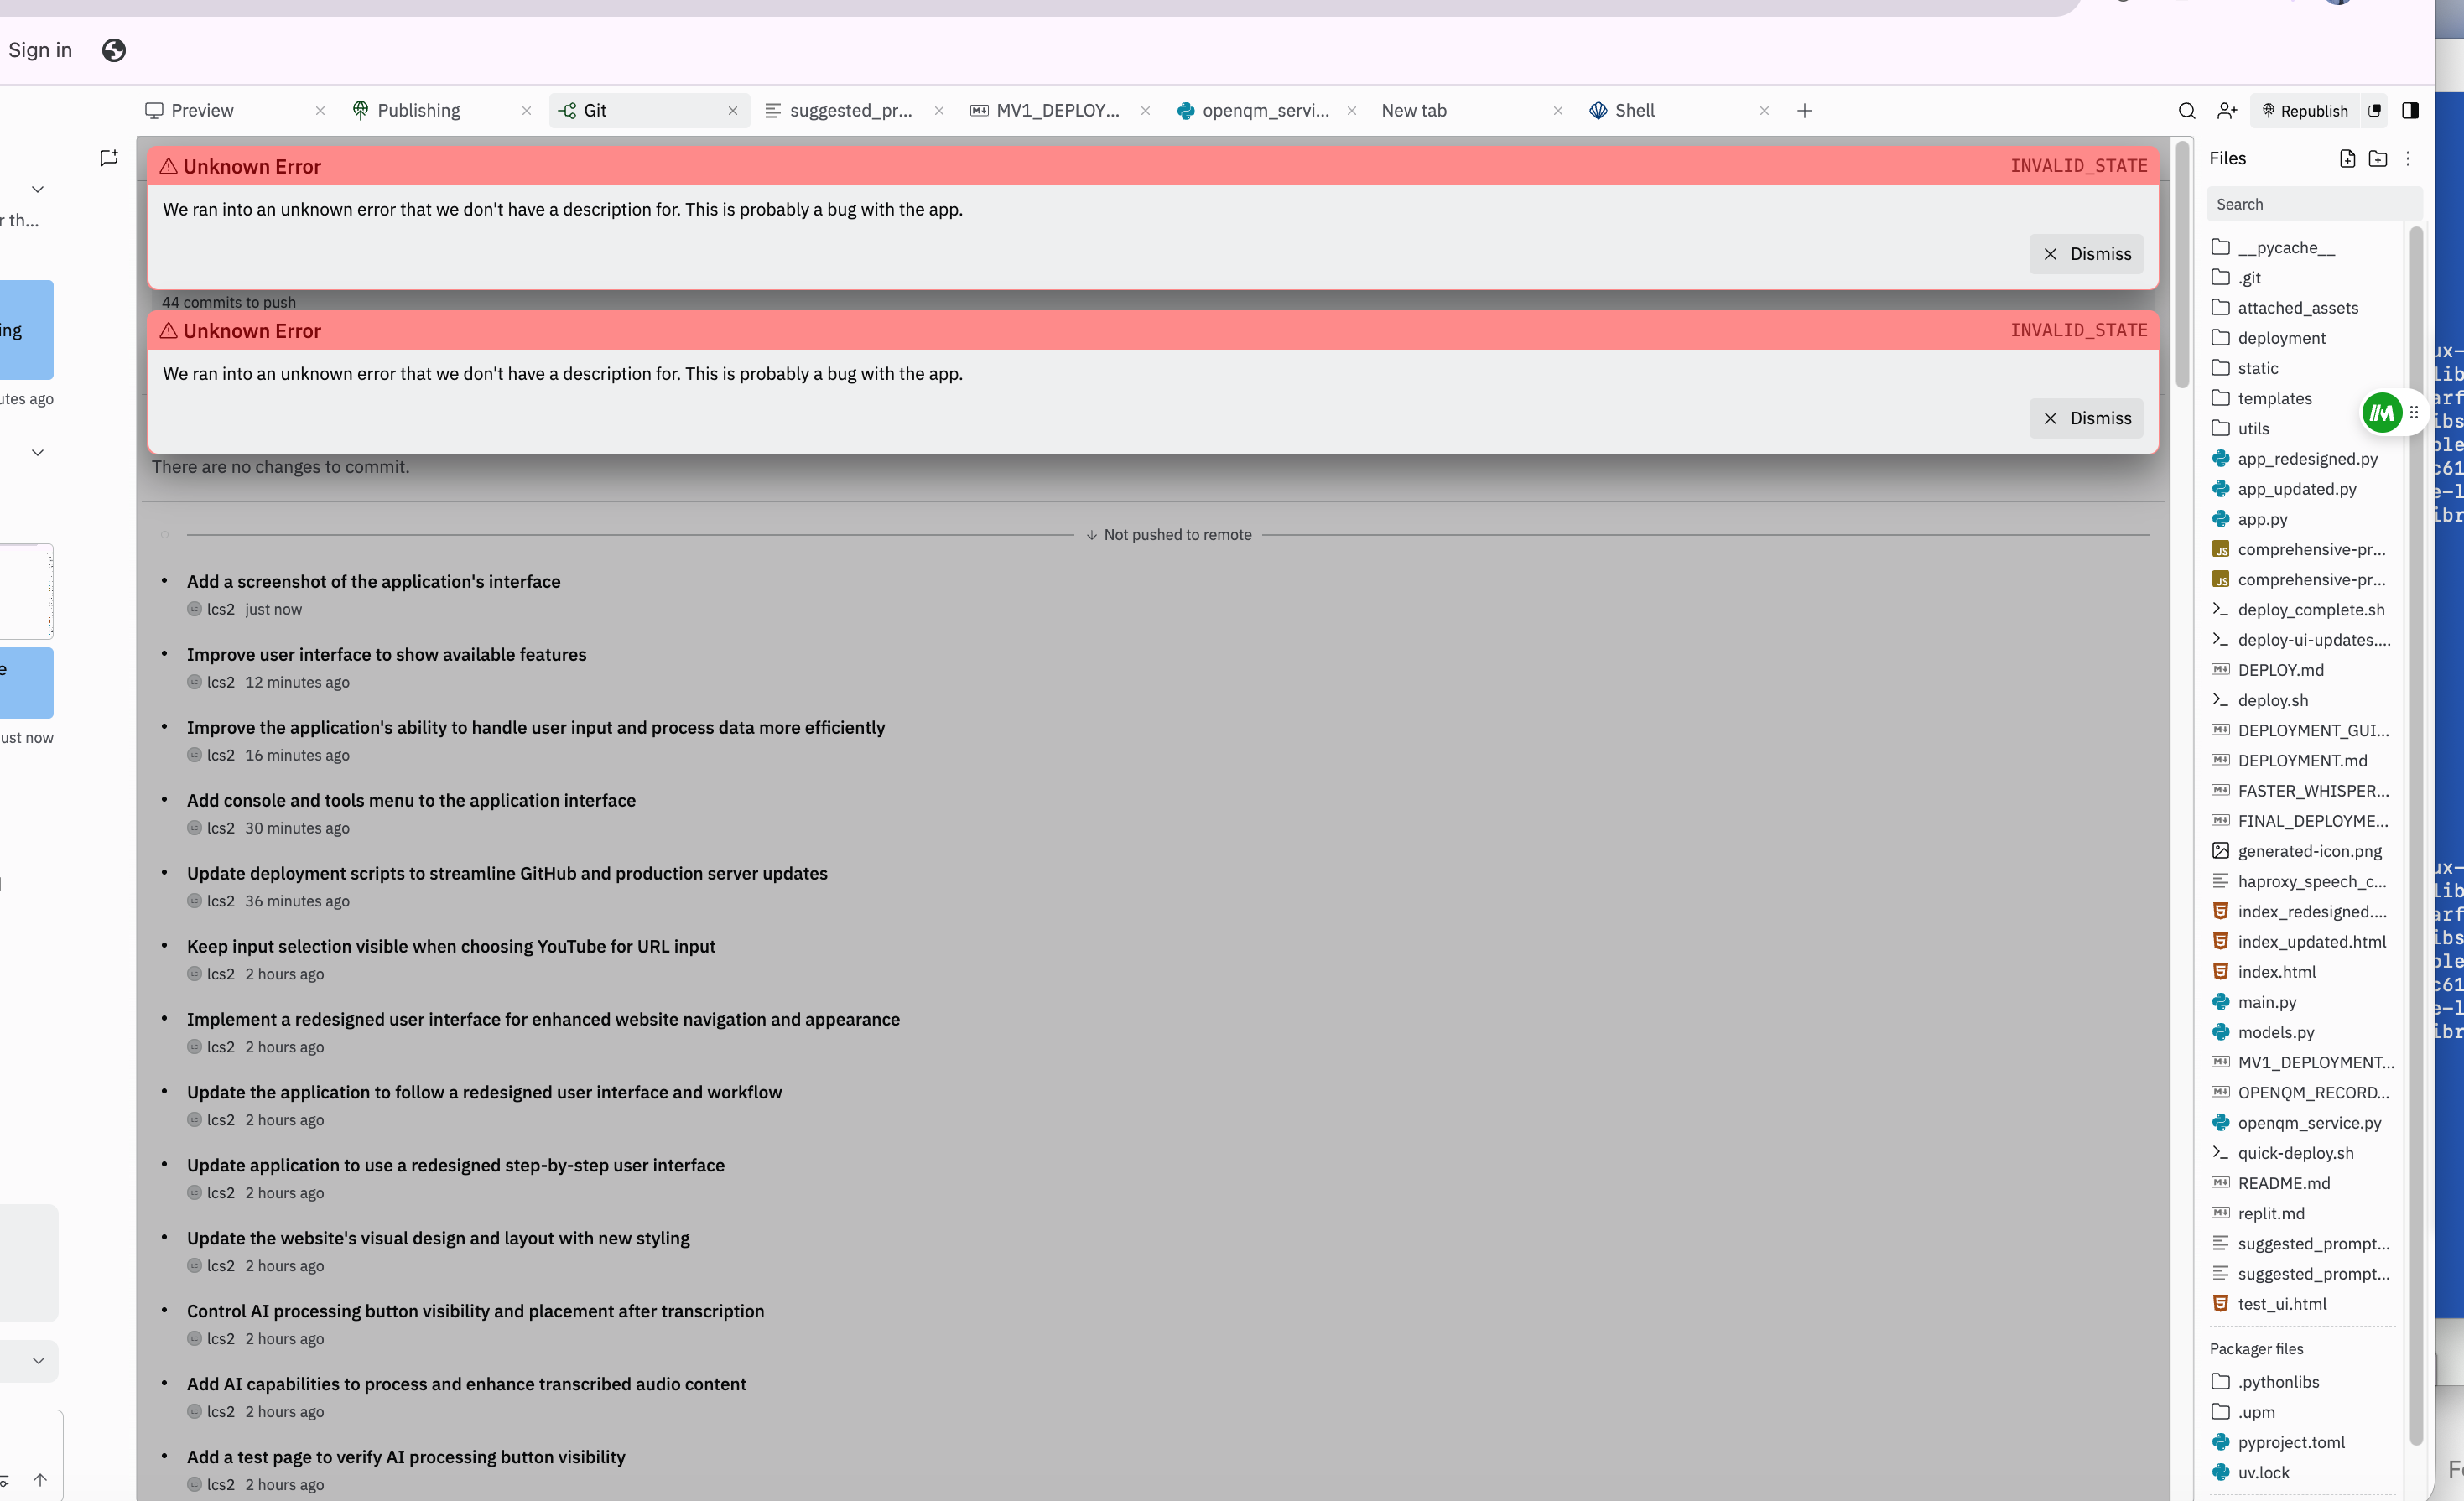 Sign in
Preview
Publishing
Git
suggested_pr...
MV1_DEPLOY...
openqm_servi...
New tab
Shell
Republish
r th...
ing
utes ago
e
ust now
Unknown Error INVALID_STATE
We ran into an unknown error that we don't have a description for. This is probably a bug with the app.
Dismiss
44 commits to push
Unknown Error INVALID_STATE
We ran into an unknown error that we don't have a description for. This is probably a bug with the app.
Dismiss
There are no changes to commit.
Not pushed to remote
Add a screenshot of the application's interface
LC lcs2 just now
Improve user interface to show available features
LC lcs2 12 minutes ago
Improve the application's ability to handle user input and process data more efficiently
LC lcs2 16 minutes ago
Add console and tools menu to the application interface
LC lcs2 30 minutes ago
Update deployment scripts to streamline GitHub and production server updates
LC lcs2 36 minutes ago
Keep input selection visible when choosing YouTube for URL input
LC lcs2 2 hours ago
Implement a redesigned user interface for enhanced website navigation and appearance
LC lcs2 2 hours ago
Update the application to follow a redesigned user interface and workflow
LC lcs2 2 hours ago
Update application to use a redesigned step-by-step user interface
LC lcs2 2 hours ago
Update the website's visual design and layout with new styling
LC lcs2 2 hours ago
Control AI processing button visibility and placement after transcription
LC lcs2 2 hours ago
Add AI capabilities to process and enhance transcribed audio content
LC lcs2 2 hours ago
Add a test page to verify AI processing button visibility
LC lcs2 2 hours ago
Files
Search
__pycache__
.git
attached_assets
deployment
static
templates
utils
app_redesigned.py
app_updated.py
app.py
JS comprehensive-pr...
JS comprehensive-pr...
deploy_complete.sh
deploy-ui-updates....
DEPLOY.md
deploy.sh
DEPLOYMENT_GUI...
DEPLOYMENT.md
FASTER_WHISPER...
FINAL_DEPLOYME...
generated-icon.png
haproxy_speech_c...
index_redesigned....
index_updated.html
index.html
main.py
models.py
MV1_DEPLOYMENT...
OPENQM_RECORD...
openqm_service.py
quick-deploy.sh
README.md
replit.md
suggested_prompt...
suggested_prompt...
test_ui.html
Packager files
.pythonlibs
.upm
pyproject.toml
uv.lock